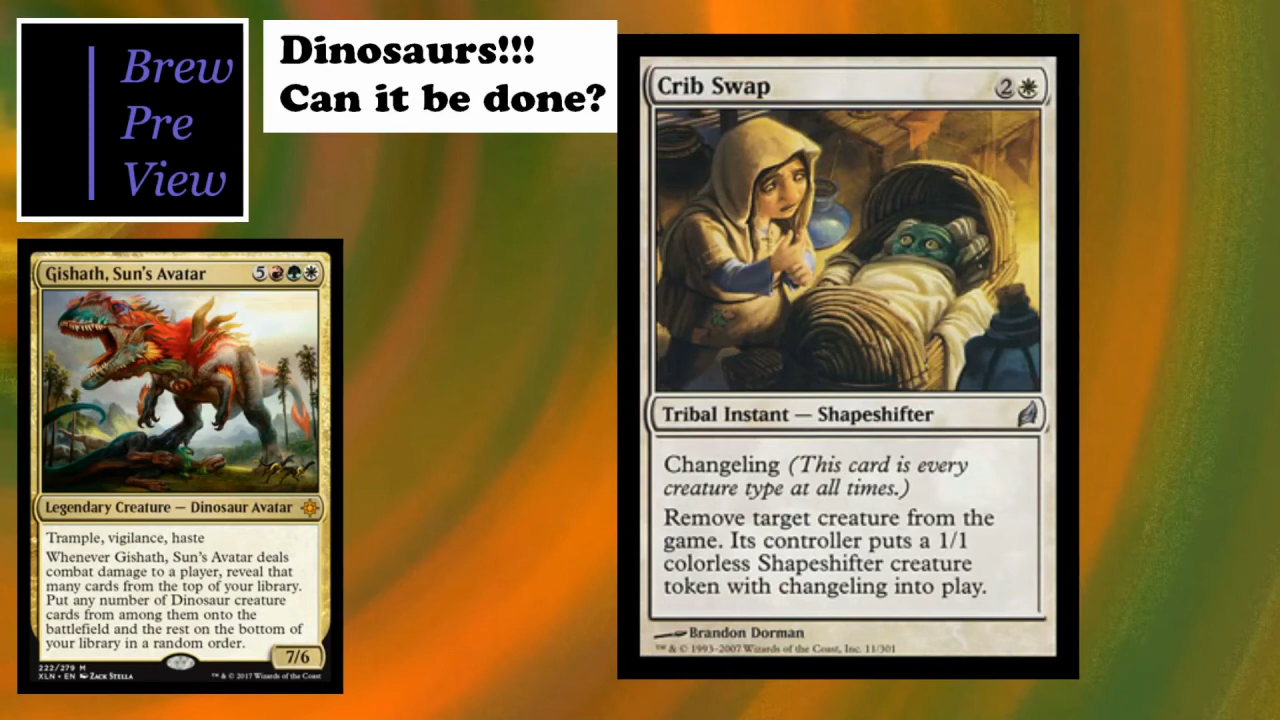 Brew
Pre
View
Dinosaurs!!!
Can it be done?
Gishath, Sun's Avatar 5
Legendary Creature — Dinosaur Avatar
Trample, vigilance, haste
Whenever Gishath, Sun's Avatar deals
combat damage to a player, reveal that
many cards from the top of your library.
Put any number of Dinosaur creature
cards from among them onto the
battlefield and the rest on the bottom of
your library in a random order.
7/6
222/279 M
XLN • EN Zack Stella
™ & © 2017 Wizards of the Coast
Crib Swap 2
Tribal Instant — Shapeshifter
Changeling (This card is every
creature type at all times.)
Remove target creature from the
game. Its controller puts a 1/1
colorless Shapeshifter creature
token with changeling into play.
Brandon Dorman
™ & © 1993–2007 Wizards of the Coast, Inc. 11/301